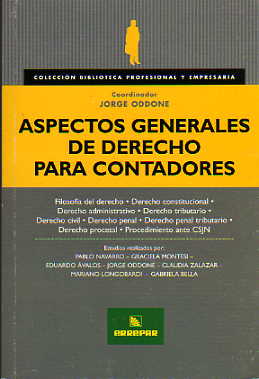 COLECCIÓN BIBLIOTECA PROFESIONAL Y EMPRESARIA
Coordinador
JORGE ODDONE
ASPECTOS GENERALES
DE DERECHO
PARA CONTADORES
Filosofía del derecho • Derecho constitucional •
Derecho administrativo • Derecho tributario •
Derecho civil • Derecho penal • Derecho penal tributario •
Derecho procesal • Procedimiento ante CSJN
Estudios realizados por:
PABLO NAVARRO - GRACIELA MONTESI -
EDUARDO ÁVALOS - JORGE ODDONE - CLAUDIA ZALAZAR -
MARIANO LONGOBARDI - GABRIELA BELLA
ERREPAR